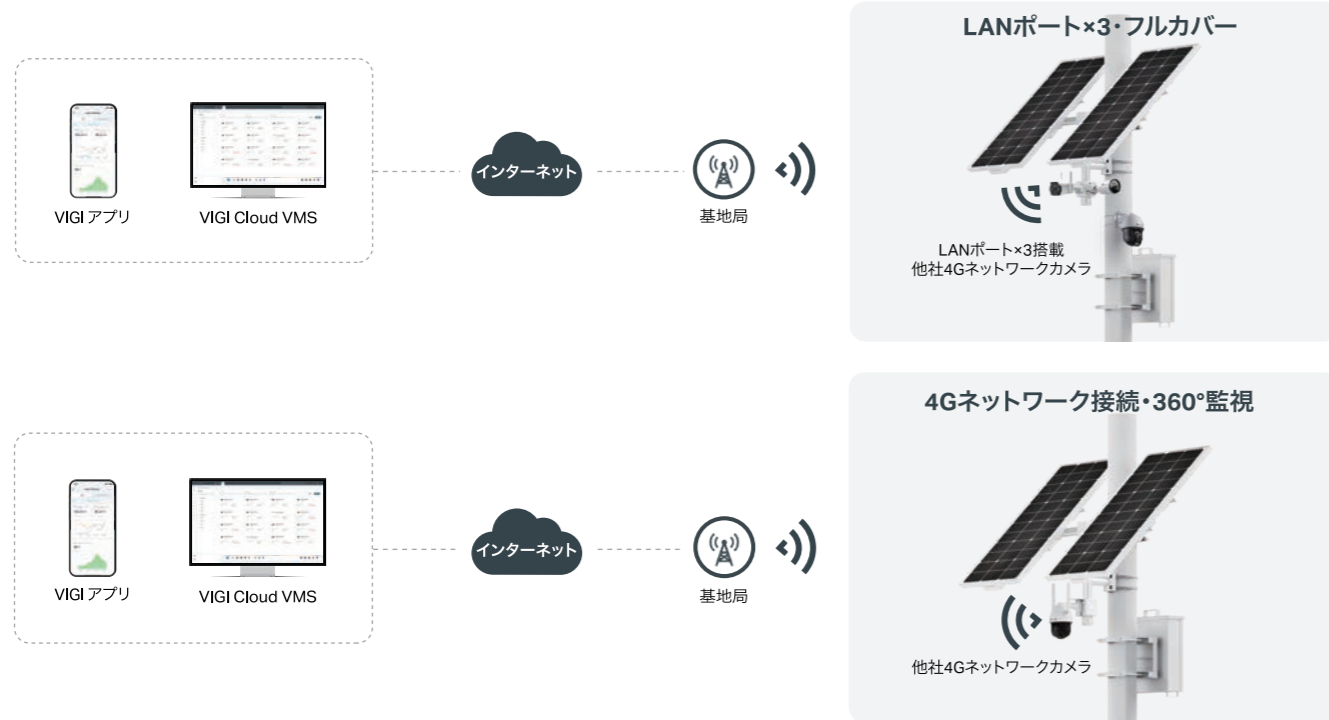 LANポート×3・フルカバー
インターネット
VIGI アプリ
VIGI Cloud VMS
基地局
LANポート×3搭載
他社4Gネットワークカメラ
4Gネットワーク接続・360°監視
インターネット
VIGI アプリ
VIGI Cloud VMS
基地局
他社4Gネットワークカメラ